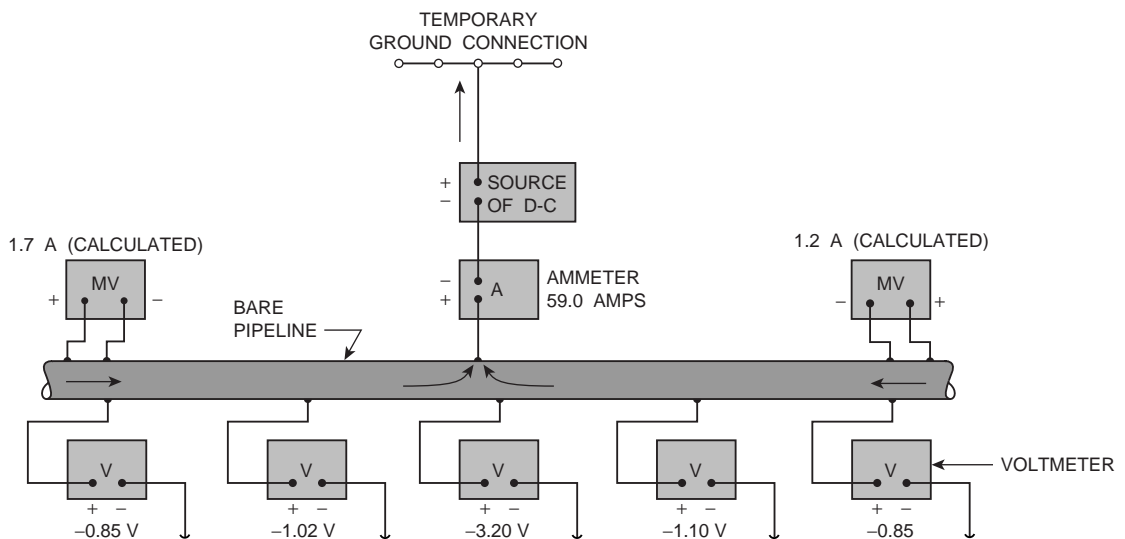 TEMPORARY
GROUND CONNECTION
+ SOURCE
− OF D-C
1.7 A (CALCULATED)
+ MV −
− A
+
AMMETER
59.0 AMPS
1.2 A (CALCULATED)
− MV +
BARE
PIPELINE
V
+ −
−0.85 V
V
+ −
−1.02 V
V
+ −
−3.20 V
V
+ −
−1.10 V
V
+ −
−0.85
VOLTMETER